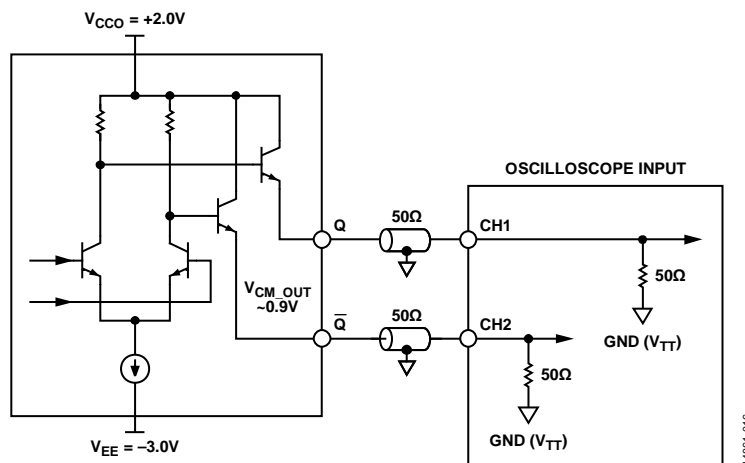 VCCO = +2.0V
OSCILLOSCOPE INPUT
Q
50Ω
CH1
50Ω
GND (VTT)
VCM_OUT
~0.9V
Q̅
50Ω
CH2
50Ω
GND (VTT)
VEE = −3.0V